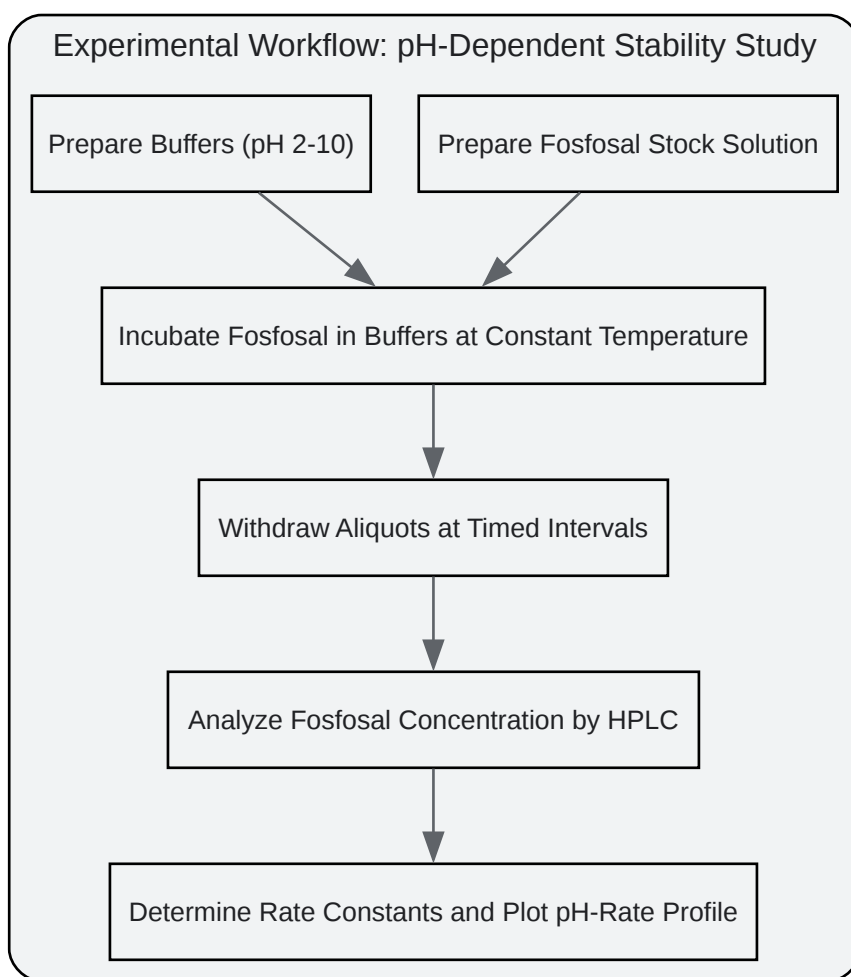 Experimental Workflow: pH-Dependent Stability Study
Prepare Buffers (pH 2-10)
Prepare Fosfosal Stock Solution
Incubate Fosfosal in Buffers at Constant Temperature
Withdraw Aliquots at Timed Intervals
Analyze Fosfosal Concentration by HPLC
Determine Rate Constants and Plot pH-Rate Profile